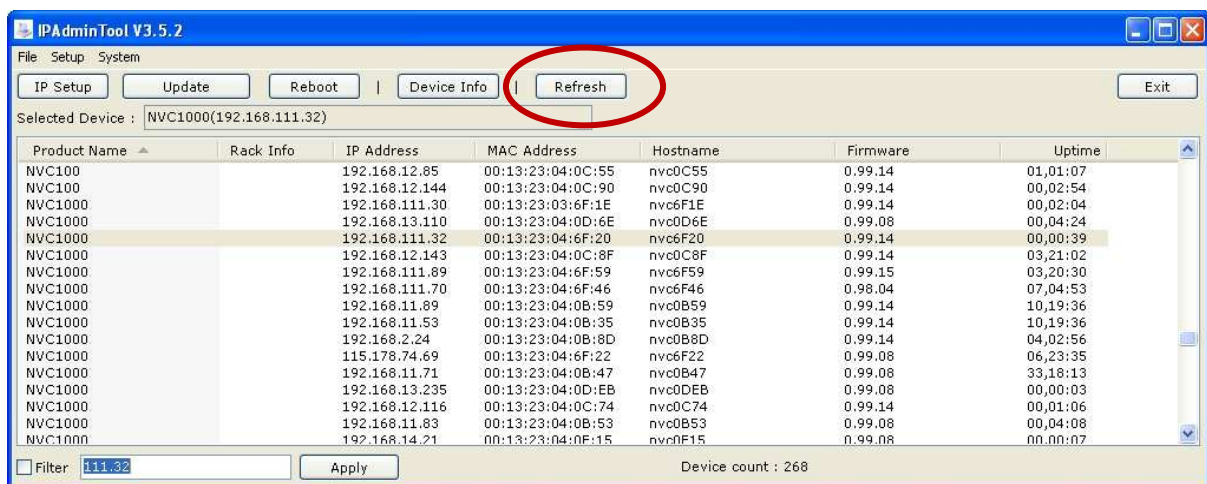 IPAdminTool V3.5.2
File Setup System
IP Setup Update Reboot | Device Info | Refresh Exit
Selected Device : NVC1000(192.168.111.32)
Product Name Rack Info IP Address MAC Address Hostname Firmware Uptime
NVC100 192.168.12.85 00:13:23:04:0C:55 nvc0C55 0.99.14 01,01:07
NVC100 192.168.12.144 00:13:23:04:0C:90 nvc0C90 0.99.14 00,02:54
NVC1000 192.168.111.30 00:13:23:03:6F:1E nvc6F1E 0.99.14 00,02:04
NVC1000 192.168.13.110 00:13:23:04:0D:6E nvc0D6E 0.99.08 00,04:24
NVC1000 192.168.111.32 00:13:23:04:6F:20 nvc6F20 0.99.14 00,00:39
NVC1000 192.168.12.143 00:13:23:04:0C:8F nvc0C8F 0.99.14 03,21:02
NVC1000 192.168.111.89 00:13:23:04:6F:59 nvc6F59 0.99.15 03,20:30
NVC1000 192.168.111.70 00:13:23:04:6F:46 nvc6F46 0.98.04 07,04:53
NVC1000 192.168.11.89 00:13:23:04:0B:59 nvc0B59 0.99.14 10,19:36
NVC1000 192.168.11.53 00:13:23:04:0B:35 nvc0B35 0.99.14 10,19:36
NVC1000 192.168.2.24 00:13:23:04:0B:8D nvc0B8D 0.99.14 04,02:56
NVC1000 115.178.74.69 00:13:23:04:6F:22 nvc6F22 0.99.08 06,23:35
NVC1000 192.168.11.71 00:13:23:04:0B:47 nvc0B47 0.99.08 33,18:13
NVC1000 192.168.13.235 00:13:23:04:0D:EB nvc0DEB 0.99.08 00,00:03
NVC1000 192.168.12.116 00:13:23:04:0C:74 nvc0C74 0.99.14 00,01:06
NVC1000 192.168.11.83 00:13:23:04:0B:53 nvc0B53 0.99.08 00,04:08
NVC1000 192.168.14.21 00:13:23:04:0E:15 nvc0E15 0.99.08 00,00:07
Filter 111.32 Apply Device count : 268